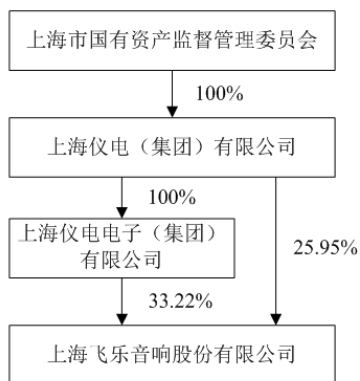 上海市国有资产监督管理委员会
100%
上海仪电（集团）有限公司
100%
上海仪电电子（集团）
有限公司
25.95%
33.22%
上海飞乐音响股份有限公司